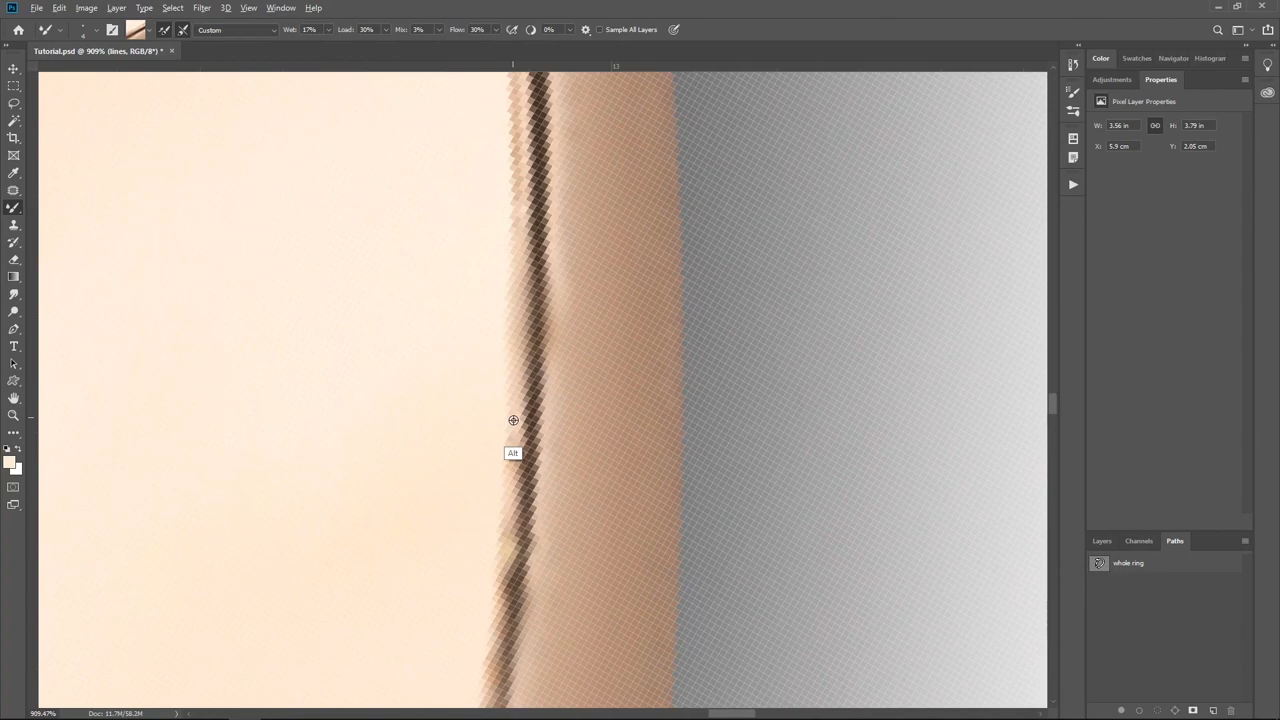 Ps File Edit Image Layer Type Select Filter 3D View Window Help
4 Custom Wet: 17% Load: 30% Mix: 3% Flow: 30% 0% Sample All Layers
Tutorial.psd @ 909% (lines, RGB/8*) * ×
13
Color Swatches Navigator Histogram
Adjustments Properties
Pixel Layer Properties
W: 3.56 in H: 3.79 in
X: 5.9 cm Y: 2.05 cm
Alt
Layers Channels Paths
whole ring
909.47% Doc: 11.7M/58.2M